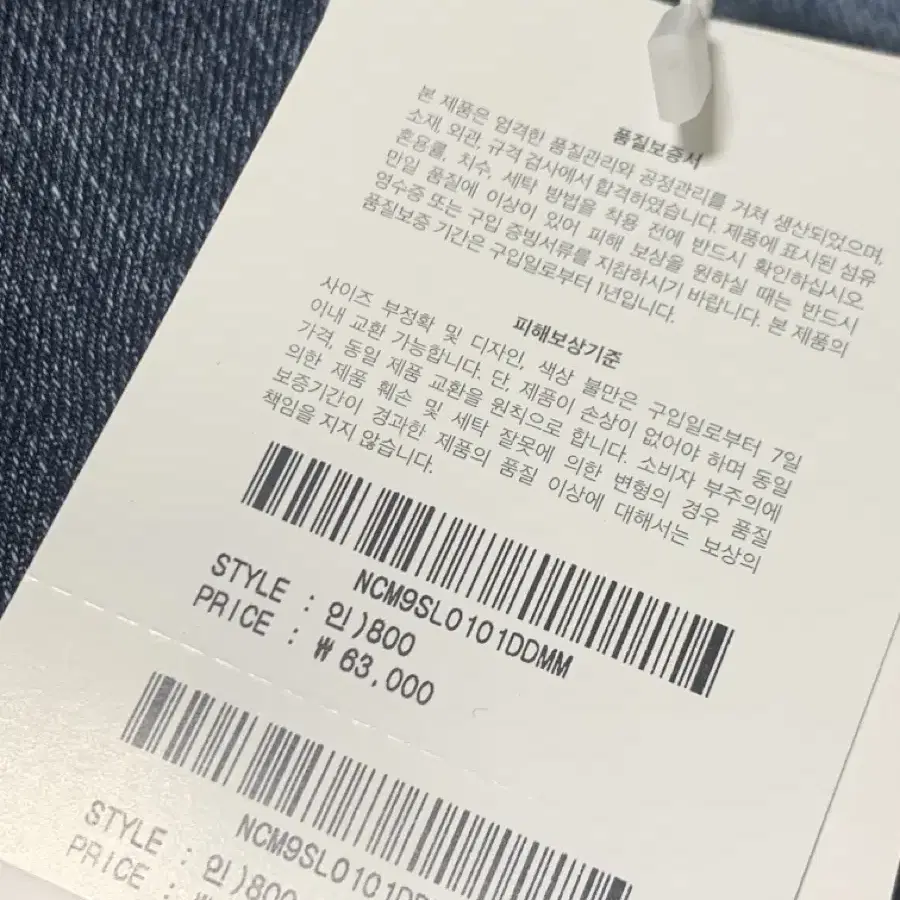 품질보증서
본 제품은 엄격한 품질관리와 공정관리를 거쳐 생산되었으며,
소재, 외관, 규격 검사에서 합격하였습니다. 제품에 표시된 섬유
혼용률, 치수, 세탁 방법을 착용 전에 반드시 확인하십시오.
만일 품질에 이상이 있어 피해 보상을 원하실 때는 반드시
영수증 또는 구입 증빙서류를 지참하시기 바랍니다. 본 제품의
품질보증 기간은 구입일로부터 1년입니다.
피해보상기준
사이즈 부정확 및 디자인, 색상 불만은 구입일로부터 7일
이내 교환 가능합니다. 단, 제품이 손상이 없어야 하며 동일
가격, 동일 제품 교환을 원칙으로 합니다. 소비자 부주의에
의한 제품 훼손 및 세탁 잘못에 의한 변형의 경우 품질
보증기간이 경과한 제품의 품질 이상에 대해서는 보상의
책임을 지지 않습니다.
NCM9SL0101DDMM
STYLE : 인)800
PRICE : ₩ 63,000
NCM9SL0101DD
STYLE : 인)800
PRICE : ₩